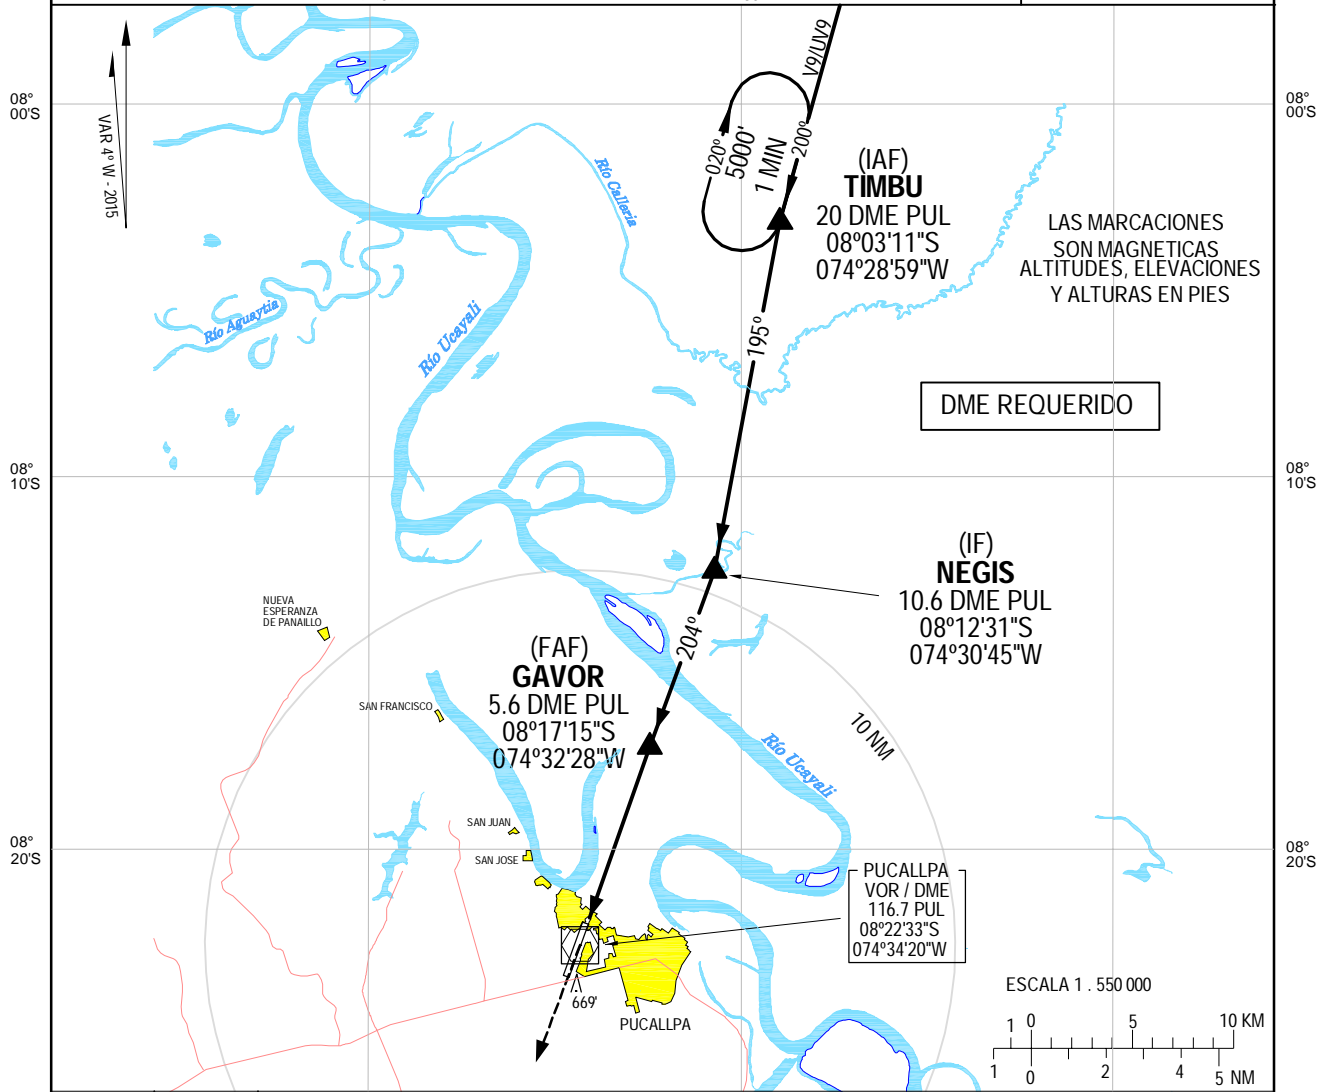 VAR 4° W - 2015
08°
00'S
08°
00'S
V9/UV9
020°
5000'
1 MIN
200°
(IAF)
TIMBU
20 DME PUL
08º03'11"S
074º28'59"W
LAS MARCACIONES
SON MAGNETICAS
ALTITUDES, ELEVACIONES
Y ALTURAS EN PIES
Río Calleria
Río Aguaytia
Río Ucayali
195°
DME REQUERIDO
08°
10'S
08°
10'S
(IF)
NEGIS
10.6 DME PUL
08º12'31"S
074º30'45"W
NUEVA
ESPERANZA
DE PANAILLO
204°
(FAF)
GAVOR
5.6 DME PUL
08º17'15"S
074º32'28"W
SAN FRANCISCO
10 NM
Río Ucayali
SAN JUAN
SAN JOSE
08°
20'S
08°
20'S
PUCALLPA
VOR / DME
116.7 PUL
08º22'33"S
074º34'20"W
669'
PUCALLPA
ESCALA 1 . 550 000
1 0 5 10 KM
1 0 2 4 5 NM